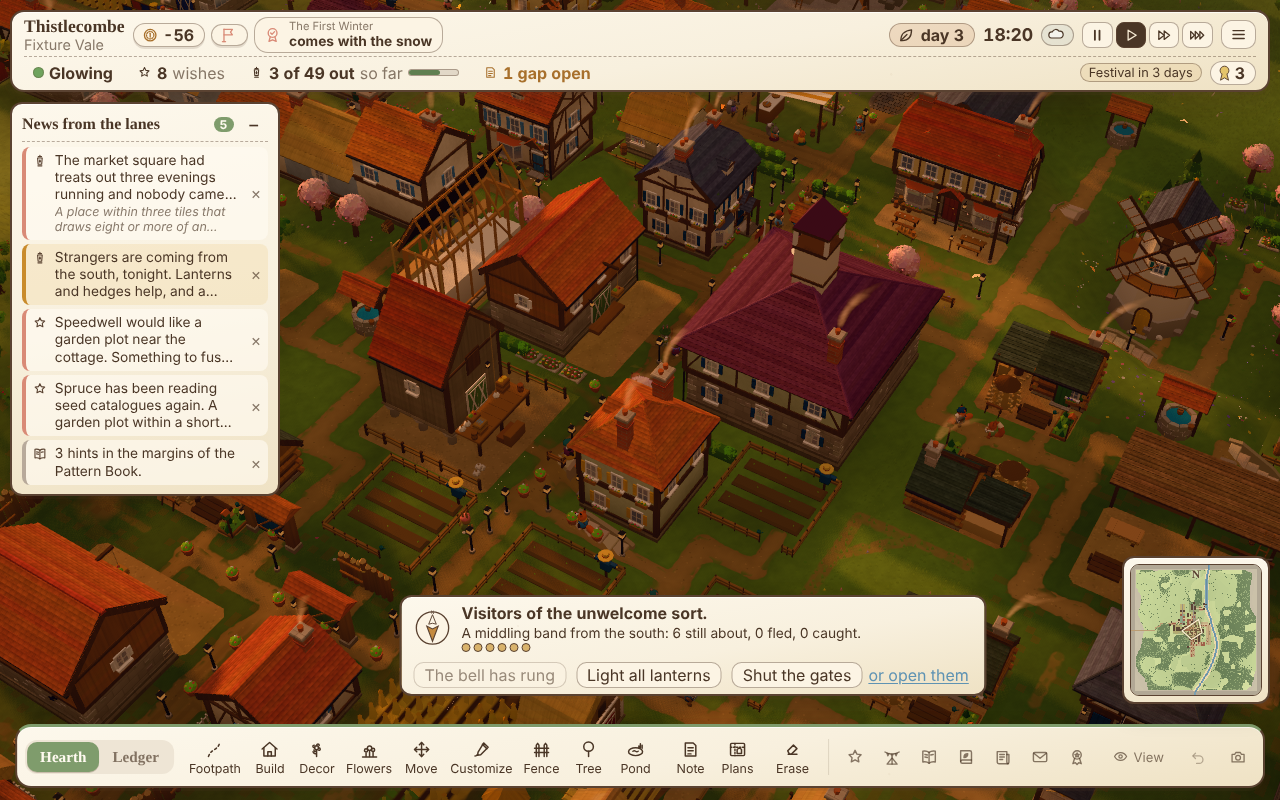 Thistlecombe
Fixture Vale
-56
The First Winter
comes with the snow
day 3
18:20
Glowing
8 wishes
3 of 49 out so far
1 gap open
Festival in 3 days
3
News from the lanes
5
The market square had
treats out three evenings
running and nobody came…
A place within three tiles that
draws eight or more of an…
Strangers are coming from
the south, tonight. Lanterns
and hedges help, and a…
Speedwell would like a
garden plot near the
cottage. Something to fus…
Spruce has been reading
seed catalogues again. A
garden plot within a short…
3 hints in the margins of the
Pattern Book.
N
Visitors of the unwelcome sort.
A middling band from the south: 6 still about, 0 fled, 0 caught.
The bell has rung
Light all lanterns
Shut the gates
or open them
Hearth
Ledger
Footpath
Build
Decor
Flowers
Move
Customize
Fence
Tree
Pond
Note
Plans
Erase
View